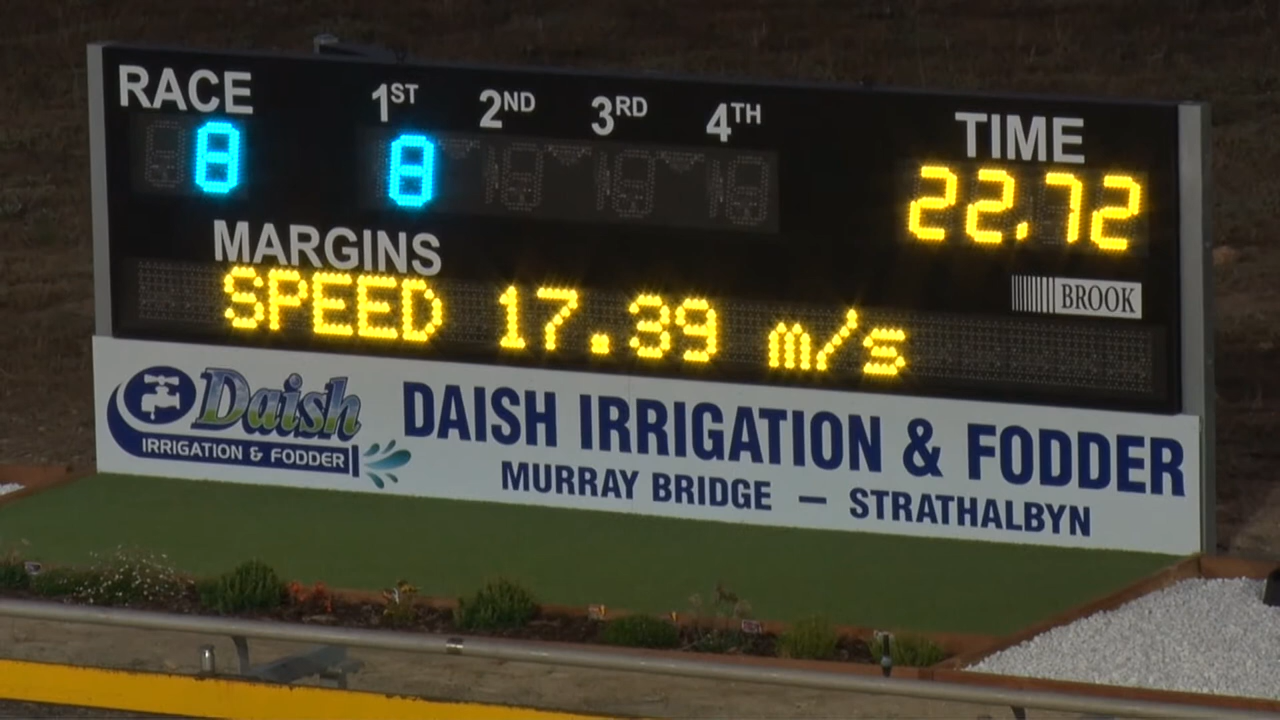 RACE 1ST 2ND 3RD 4TH TIME
8 8 22.72
MARGINS
SPEED 17.39 m/s
BROOK
Daish
IRRIGATION & FODDER
DAISH IRRIGATION & FODDER
MURRAY BRIDGE – STRATHALBYN